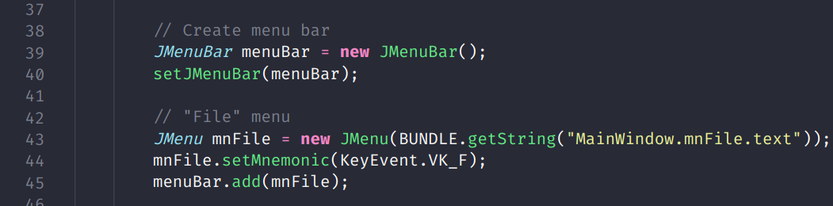 37
38 // Create menu bar
39 JMenuBar menuBar = new JMenuBar();
40 setJMenuBar(menuBar);
41
42 // "File" menu
43 JMenu mnFile = new JMenu(BUNDLE.getString("MainWindow.mnFile.text"));
44 mnFile.setMnemonic(KeyEvent.VK_F);
45 menuBar.add(mnFile);
46